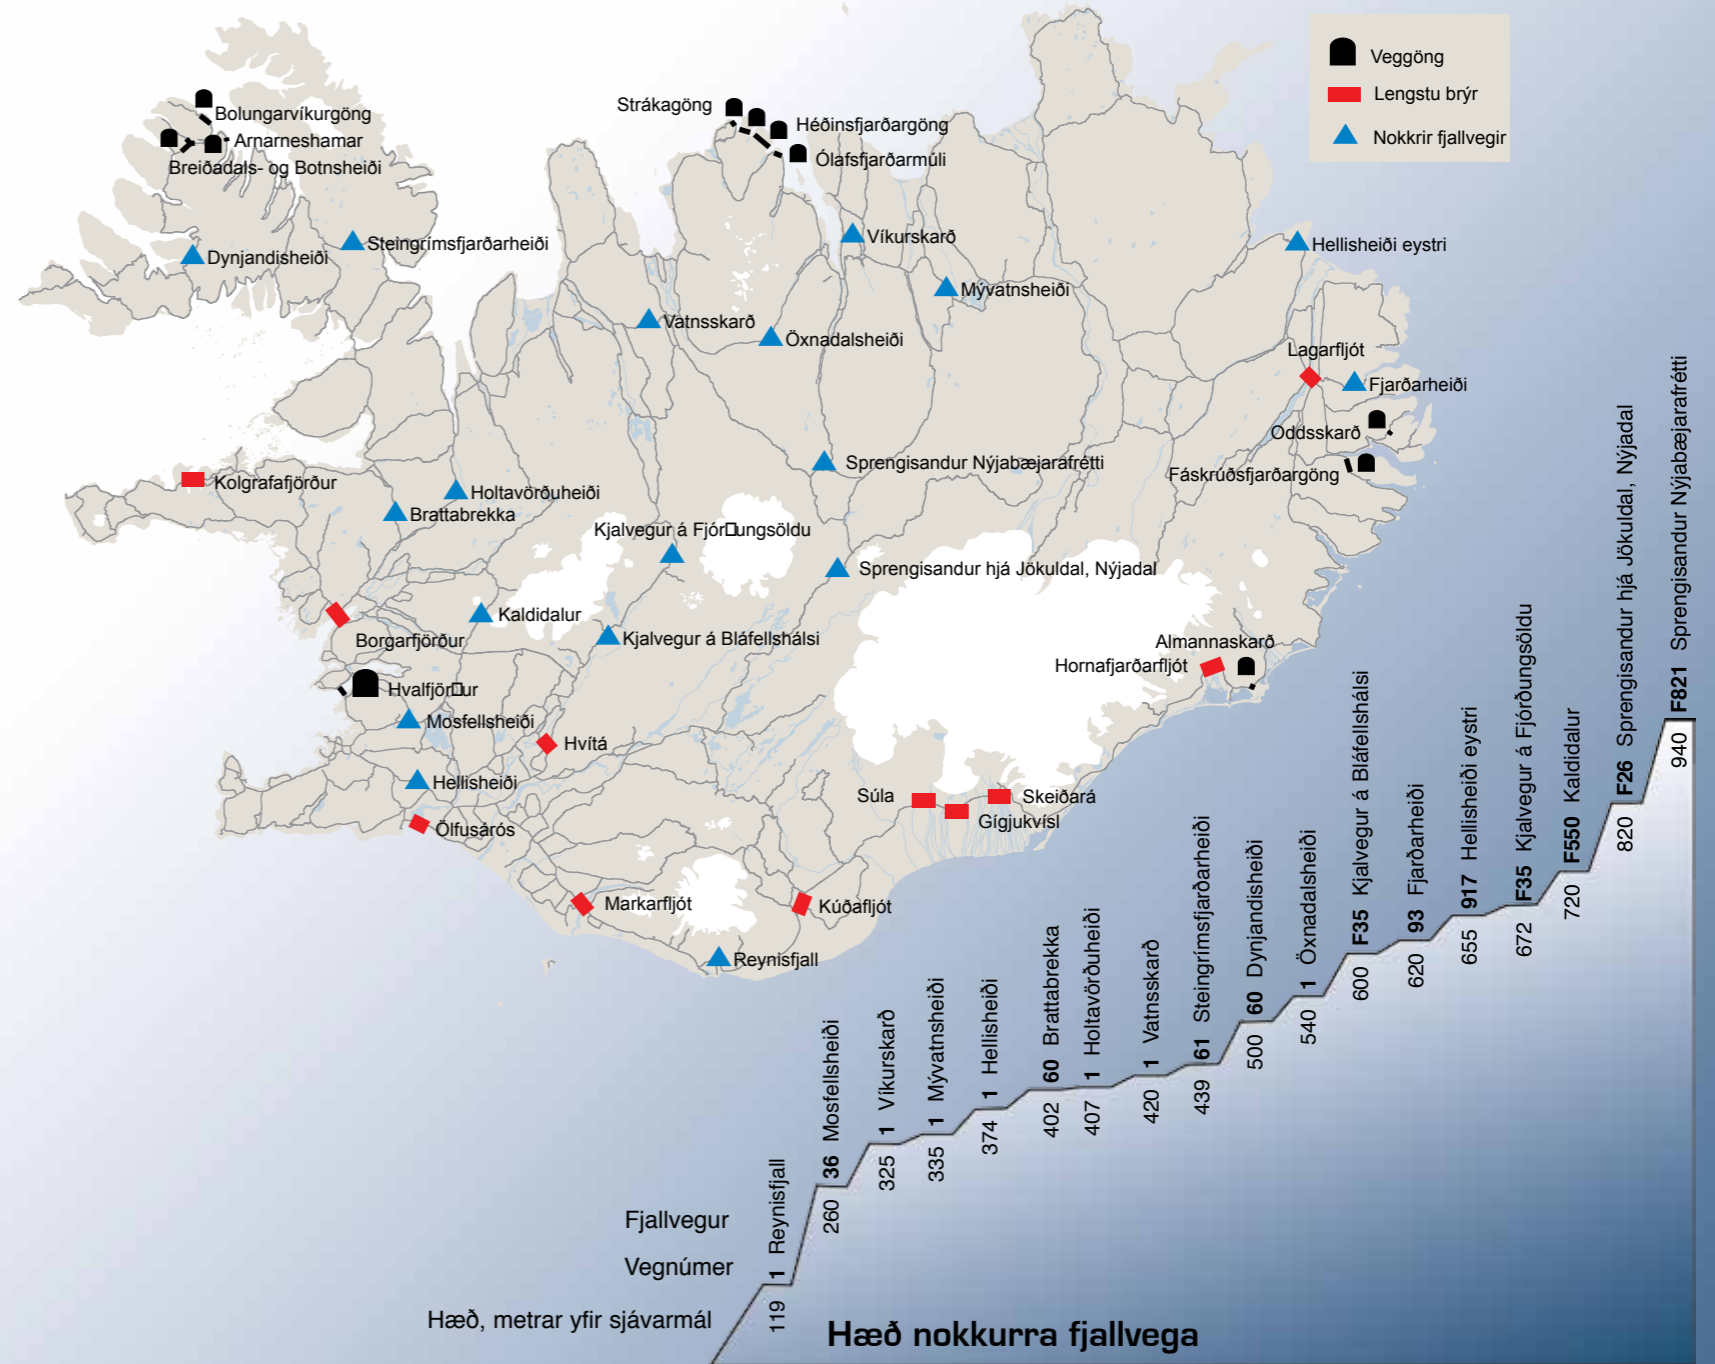 Veggöng
Lengstu brýr
Nokkrir fjallvegir
Strákagöng
Héðinsfjarðargöng
Ólafsfjarðarmúli
Bolungarvíkurgöng
Arnarneshamar
Breiðadals- og Botnsheiði
Steingrímsfjarðarheiði
Dynjandisheiði
Víkurskarð
Hellisheiði eystri
Mývatnsheiði
Vatnsskarð
Öxnadalsheiði
Lagarfljót
Fjarðarheiði
Oddsskarð
Fáskrúðsfjarðargöng
Sprengisandur Nýjabæjarafrétti
Kolgrafafjörður
Holtavörðuheiði
Brattabrekka
Kjalvegur á Fjór□ungsöldu
Sprengisandur hjá Jökuldal, Nýjadal
Kaldidalur
Borgarfjörður
Kjalvegur á Bláfellshálsi
Almannaskarð
Hornafjarðarfljót
Hvalfjör□ur
Mosfellsheiði
Hvítá
Hellisheiði
Ölfusárós
Súla
Skeiðará
Gígjukvísl
Markarfljót
Kúðafljót
Reynisfjall
Fjallvegur
Vegnúmer
Hæð, metrar yfir sjávarmál
119 1 Reynisfjall
260 36 Mosfellsheiði
325 1 Víkurskarð
335 1 Mývatnsheiði
374 1 Hellisheiði
402 60 Brattabrekka
407 1 Holtavörðuheiði
420 1 Vatnsskarð
439 61 Steingrímsfjarðarheiði
500 60 Dynjandisheiði
540 1 Öxnadalsheiði
600 F35 Kjalvegur á Bláfellshálsi
620 93 Fjarðarheiði
655 917 Hellisheiði eystri
672 F35 Kjalvegur á Fjórðungsöldu
720 F550 Kaldidalur
820 F26 Sprengisandur hjá Jökuldal, Nýjadal
940 F821 Sprengisandur Nýjabæjarafrétti
Hæð nokkurra fjallvega